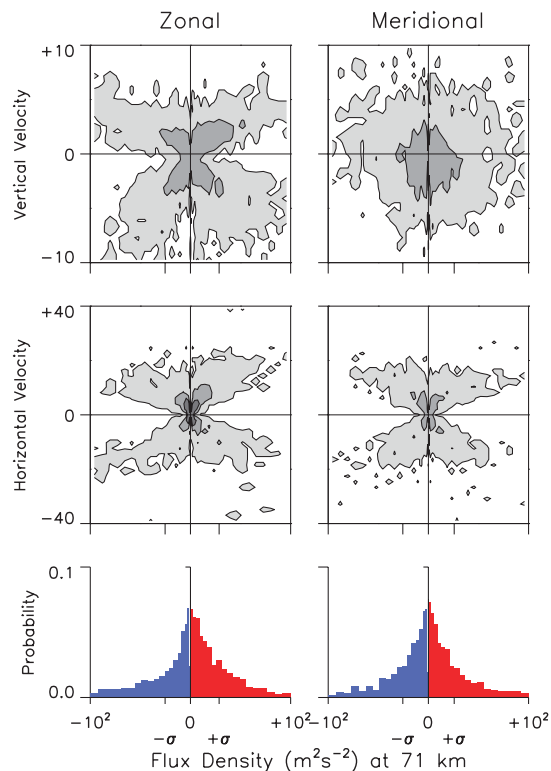 Zonal Meridional
+10
Vertical Velocity
0
−10
+40
Horizontal Velocity
0
−40
0.1
Probability
0.0
−10² 0 +10² −10² 0 +10²
−σ +σ −σ +σ
Flux Density (m²s⁻²) at 71 km